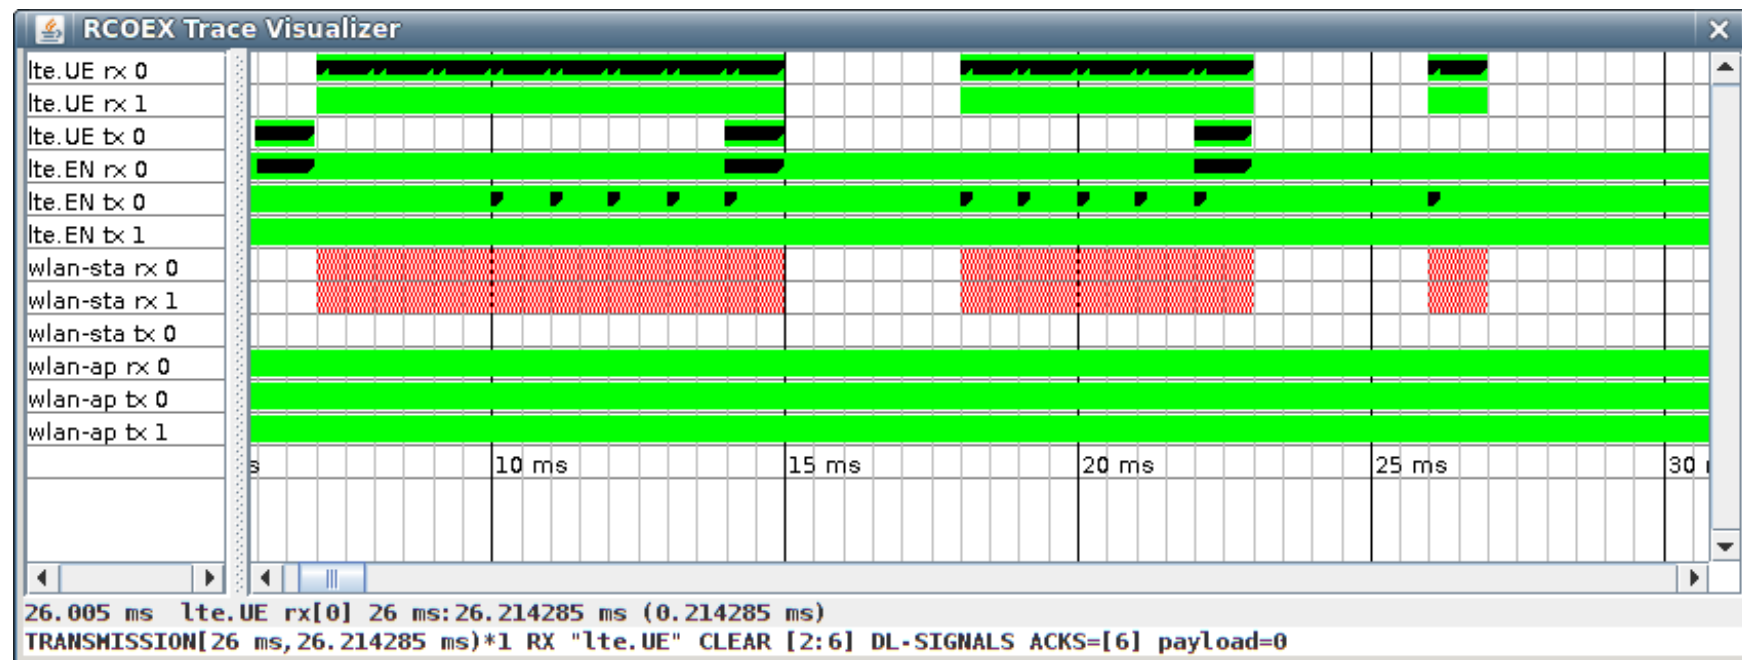 RCOEX Trace Visualizer
lte.UE rx 0
lte.UE rx 1
lte.UE tx 0
lte.EN rx 0
lte.EN tx 0
lte.EN tx 1
wlan-sta rx 0
wlan-sta rx 1
wlan-sta tx 0
wlan-ap rx 0
wlan-ap tx 0
wlan-ap tx 1
s 10 ms 15 ms 20 ms 25 ms 30
26.005 ms lte.UE rx[0] 26 ms:26.214285 ms (0.214285 ms)
TRANSMISSION[26 ms,26.214285 ms)*1 RX "lte.UE" CLEAR [2:6] DL-SIGNALS ACKS=[6] payload=0